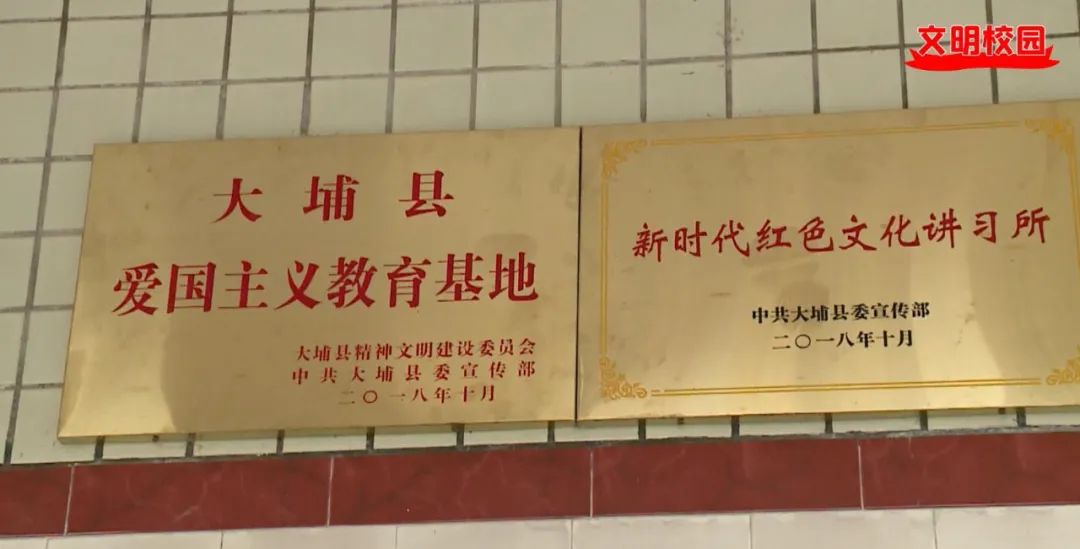 文明校园
大埔县
爱国主义教育基地
大埔县精神文明建设委员会
中共大埔县委宣传部
二〇一八年十月
新时代红色文化讲习所
中共大埔县委宣传部
二〇一八年十月